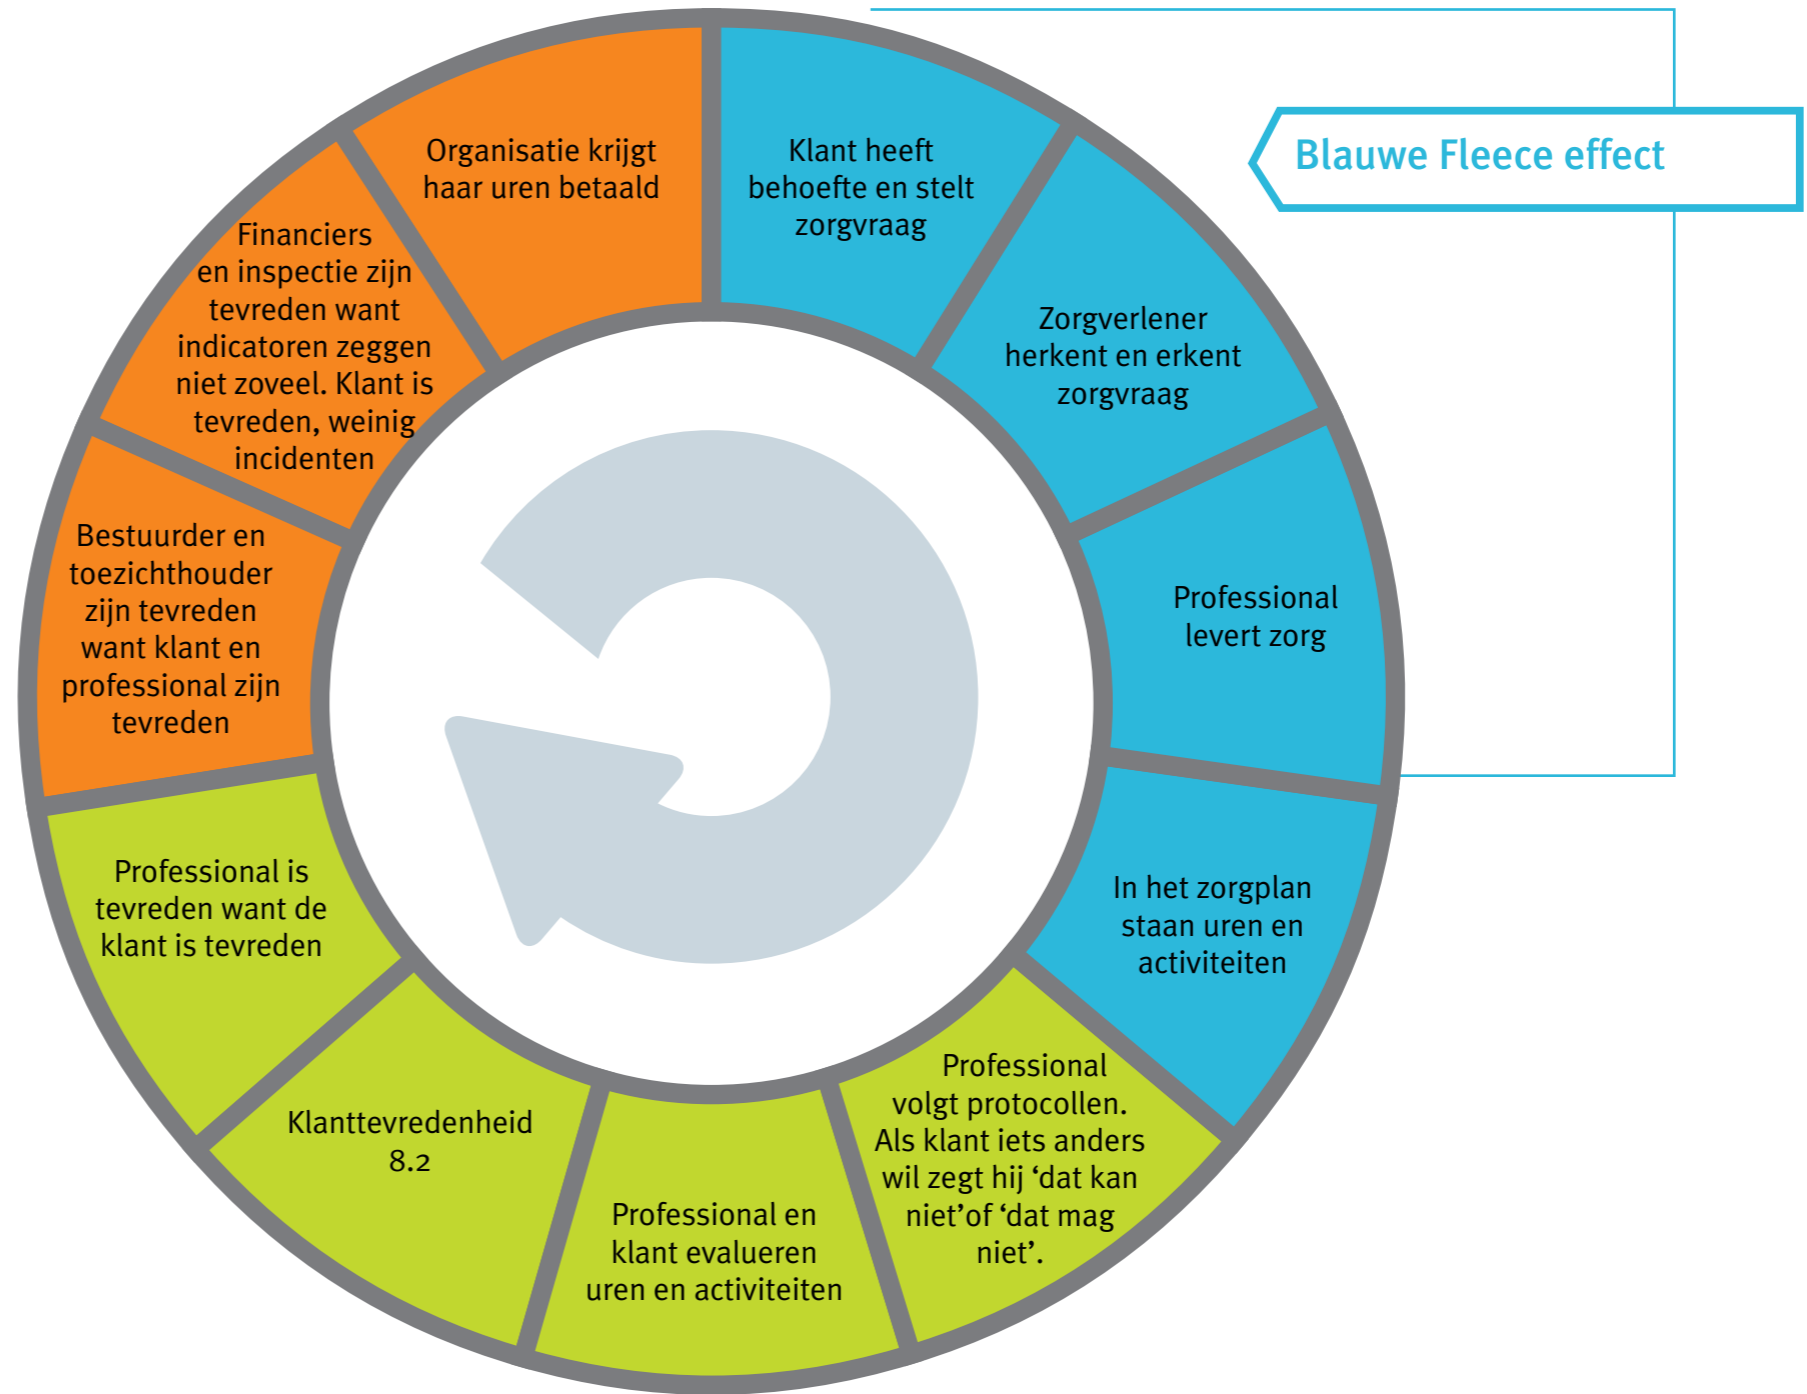 Klant heeft
behoefte en stelt
zorgvraag
Zorgverlener
herkent en erkent
zorgvraag
Professional
levert zorg
In het zorgplan
staan uren en
activiteiten
Professional
volgt protocollen.
Als klant iets anders
wil zegt hij ‘dat kan
niet’of ‘dat mag
niet’.
Professional en
klant evalueren
uren en activiteiten
Klanttevredenheid
8.2
Professional is
tevreden want de
klant is tevreden
Bestuurder en
toezichthouder
zijn tevreden
want klant en
professional zijn
tevreden
Financiers
en inspectie zijn
tevreden want
indicatoren zeggen
niet zoveel. Klant is
tevreden, weinig
incidenten
Organisatie krijgt
haar uren betaald
Blauwe Fleece effect